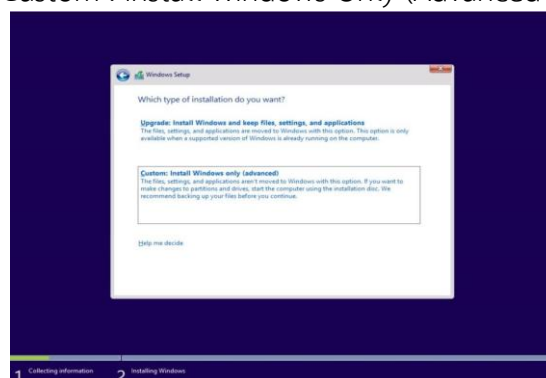 Custom : Install Windows Only (Advanced
Windows Setup
Which type of installation do you want?
Upgrade: Install Windows and keep files, settings, and applications
The files, settings, and applications are moved to Windows with this option. This option is only
available when a supported version of Windows is already running on the computer.
Custom: Install Windows only (advanced)
The files, settings, and applications aren't moved to Windows with this option. If you want to
make changes to partitions and drives, start the computer using the installation disc. We
recommend backing up your files before you continue.
Help me decide
1 Collecting information 2 Installing Windows